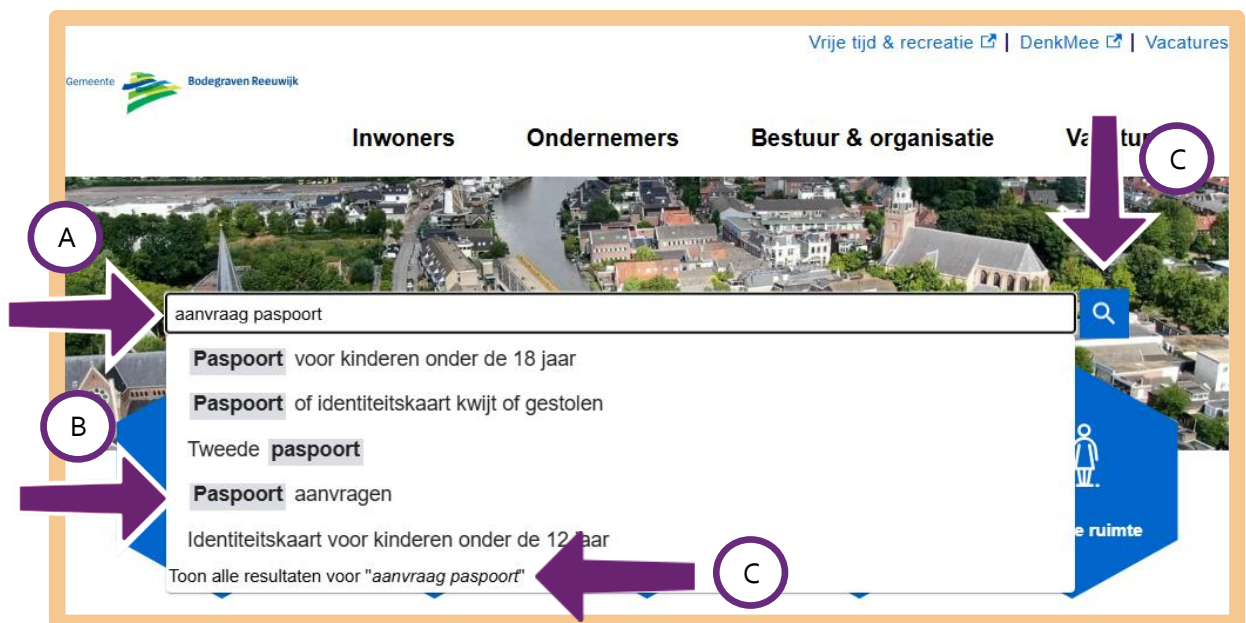 Vrije tijd & recreatie | DenkMee | Vacatures
Gemeente Bodegraven Reeuwijk
Inwoners Ondernemers Bestuur & organisatie
C
A
aanvraag paspoort
Paspoort voor kinderen onder de 18 jaar
Paspoort of identiteitskaart kwijt of gestolen
B
Tweede paspoort
Paspoort aanvragen
Identiteitskaart voor kinderen onder de 12 jaar
e ruimte
Toon alle resultaten voor "aanvraag paspoort"
C